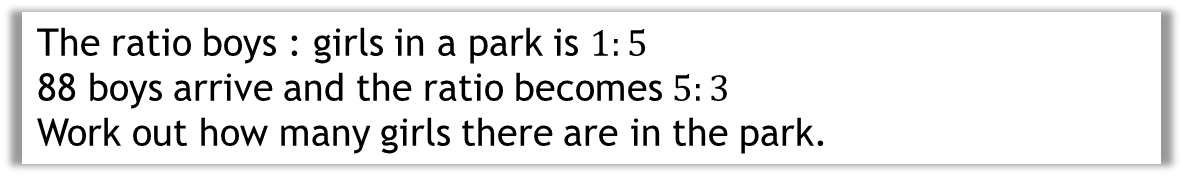 The ratio boys : girls in a park is 1: 5
88 boys arrive and the ratio becomes 5: 3
Work out how many girls there are in the park.